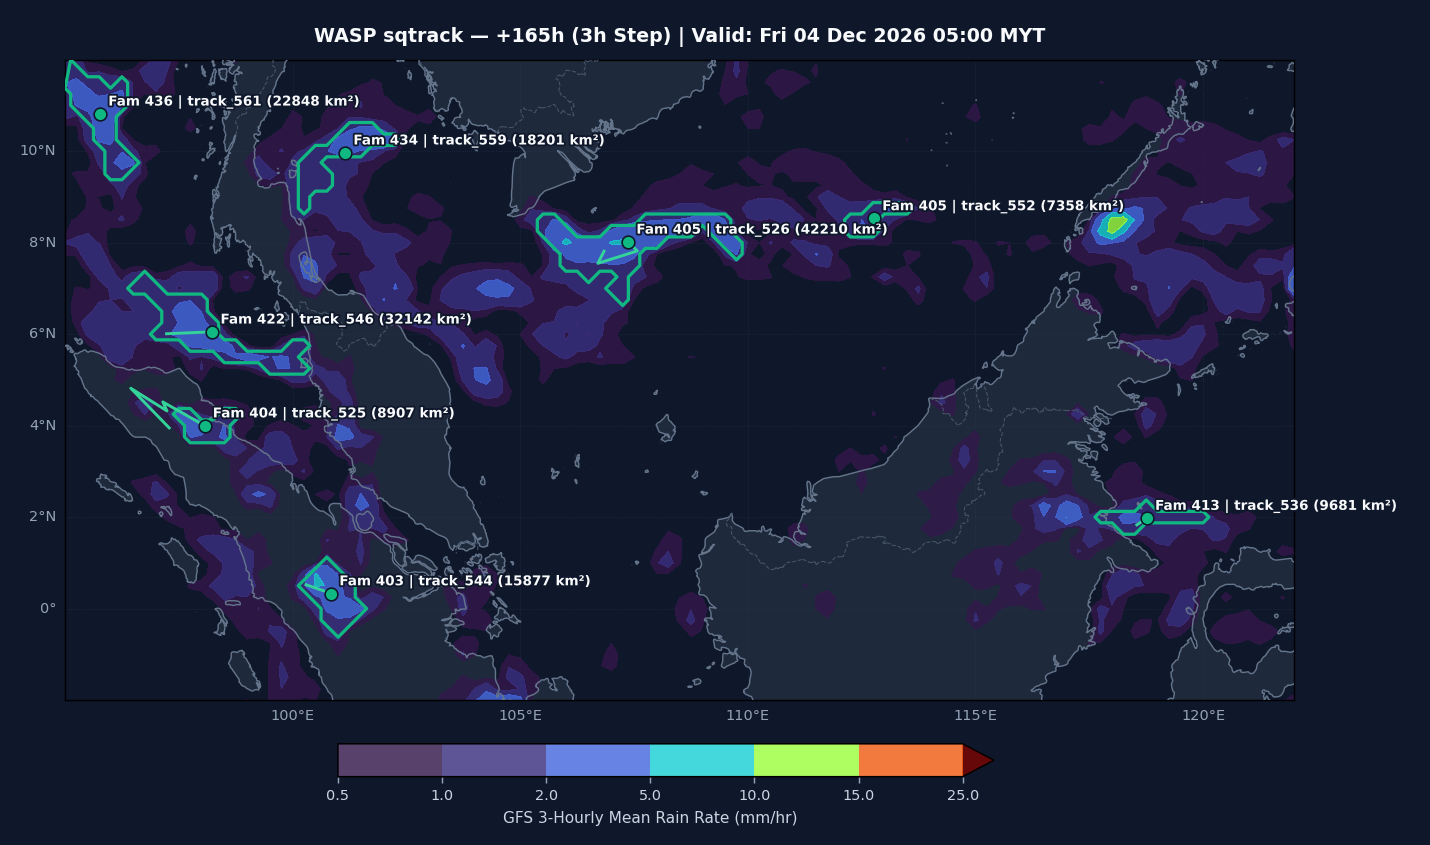 WASP sqtrack — +165h (3h Step) | Valid: Fri 04 Dec 2026 05:00 MYT
Fam 436 | track_561 (22848 km²)
Fam 434 | track_559 (18201 km²)
10°N
Fam 405 | track_552 (7358 km²)
Fam 405 | track_526 (42210 km²)
8°N
Fam 422 | track_546 (32142 km²)
6°N
Fam 404 | track_525 (8907 km²)
4°N
Fam 413 | track_536 (9681 km²)
2°N
Fam 403 | track_544 (15877 km²)
0°
100°E 105°E 110°E 115°E 120°E
0.5 1.0 2.0 5.0 10.0 15.0 25.0
GFS 3-Hourly Mean Rain Rate (mm/hr)